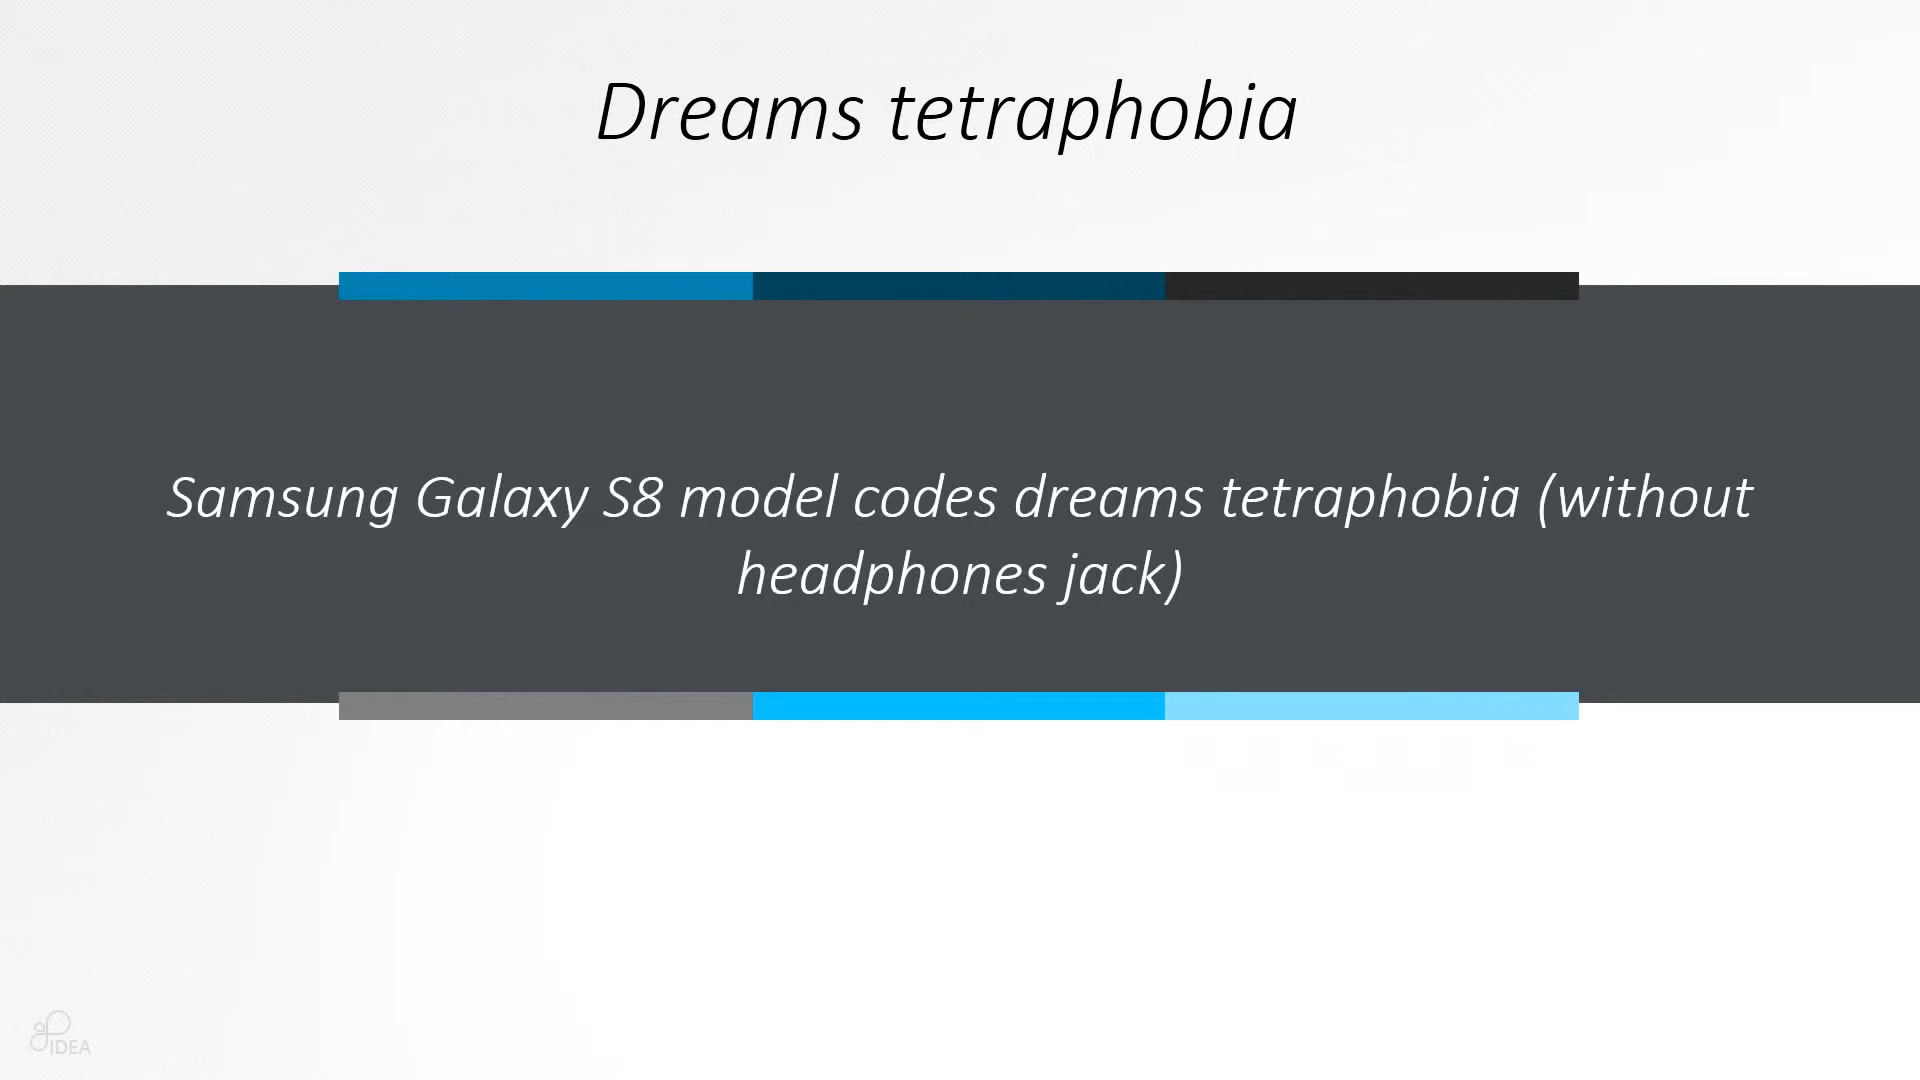 Dreams tetraphobia
Samsung Galaxy S8 model codes dreams tetraphobia (without
headphones jack)
IDEA